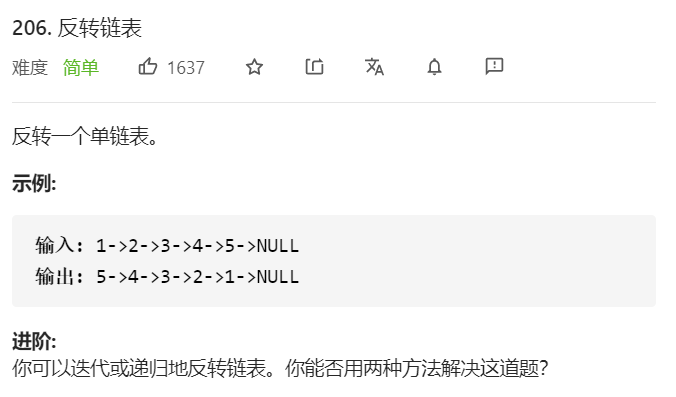 206. 反转链表
难度 简单 1637
反转一个单链表。
示例:
输入: 1->2->3->4->5->NULL
输出: 5->4->3->2->1->NULL
进阶:
你可以迭代或递归地反转链表。你能否用两种方法解决这道题?